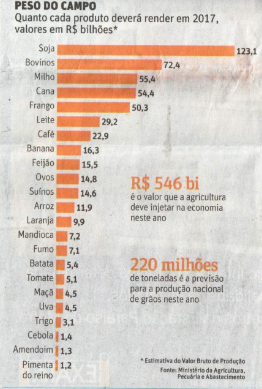 PESO DO CAMPO
Quanto cada produto deverá render em 2017,
valores em R$ bilhões*
Soja 123,1
Bovinos 72,4
Milho 55,4
Cana 54,4
Frango 50,3
Leite 29,2
Café 22,9
Banana 16,3
Feijão 15,5
Ovos 14,8
Suínos 14,6
Arroz 11,9
Laranja 9,9
Mandioca 7,2
Fumo 7,1
Batata 5,4
Tomate 5,1
Maçã 4,5
Uva 4,5
Trigo 3,1
Cebola 1,4
Amendoim 1,3
Pimenta do reino 1,2
R$ 546 bi
é o valor que a agricultura
deve injetar na economia
neste ano
220 milhões
de toneladas é a previsão
para a produção nacional
de grãos neste ano
* Estimativa do Valor Bruto de Produção
Fonte: Ministério da Agricultura,
Pecuária e Abastecimento